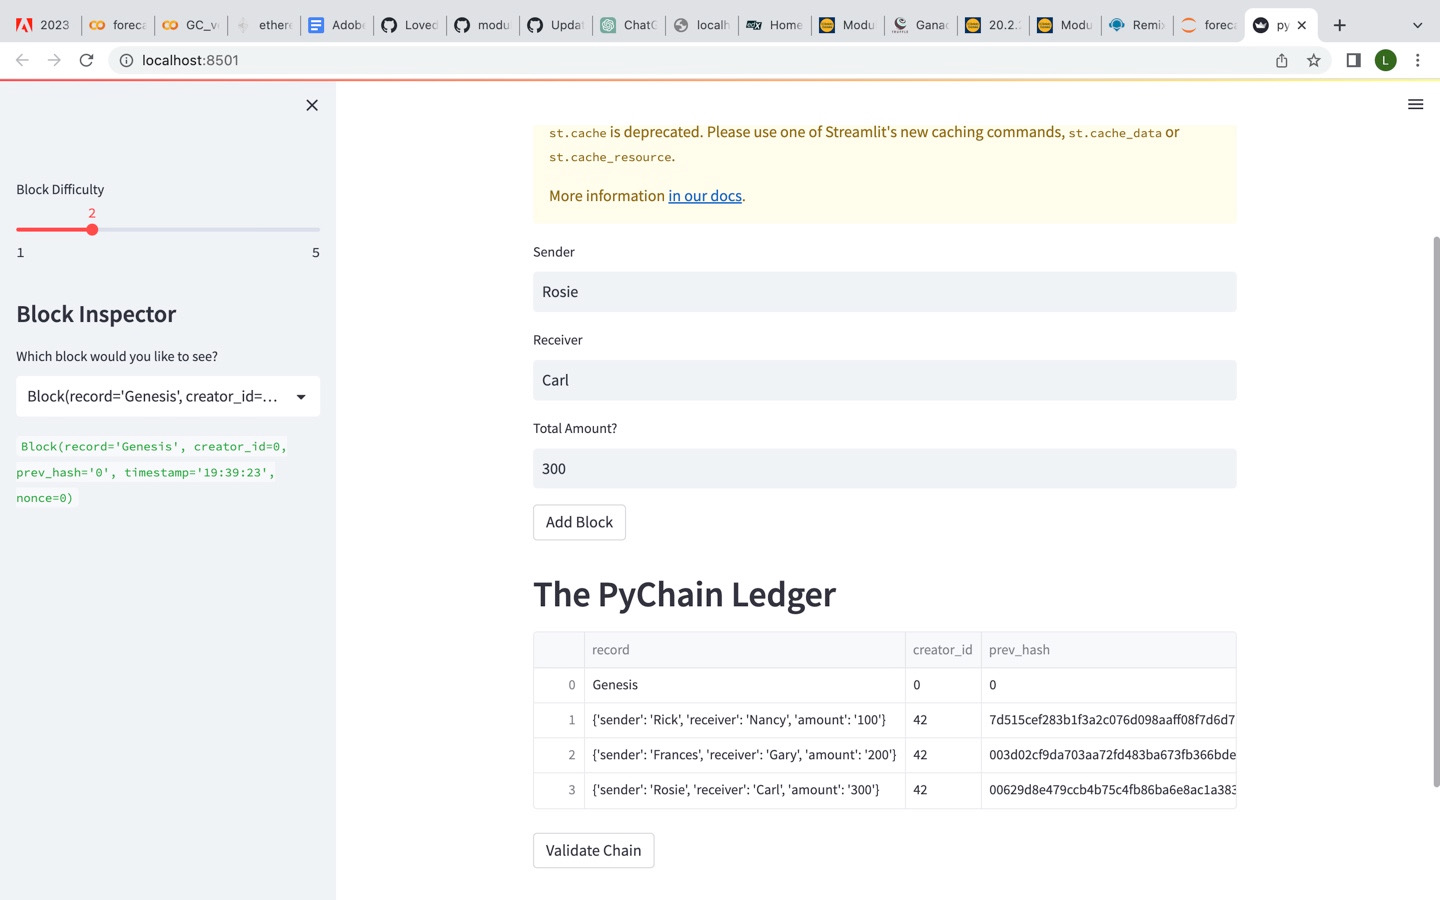 2023
foreca
GC_ve
ethere
Adobe
Loved
modu
Updat
ChatG
localh
edX
Home
Modu
Ganac
20.2.
Modu
Remix
foreca
py
localhost:8501
L
Block Difficulty
2
1 5
Block Inspector
Which block would you like to see?
Block(record='Genesis', creator_id=...
Block(record='Genesis', creator_id=0,
prev_hash='0', timestamp='19:39:23',
nonce=0)
st.cache is deprecated. Please use one of Streamlit's new caching commands, st.cache_data or
st.cache_resource.
More information in our docs.
Sender
Rosie
Receiver
Carl
Total Amount?
300
Add Block
The PyChain Ledger
record creator_id prev_hash
0 Genesis 0 0
1 {'sender': 'Rick', 'receiver': 'Nancy', 'amount': '100'} 42 7d515cef283b1f3a2c076d098aaff08f7d6d7
2 {'sender': 'Frances', 'receiver': 'Gary', 'amount': '200'} 42 003d02cf9da703aa72fd483ba673fb366bde
3 {'sender': 'Rosie', 'receiver': 'Carl', 'amount': '300'} 42 00629d8e479ccb4b75c4fb86ba6e8ac1a383
Validate Chain